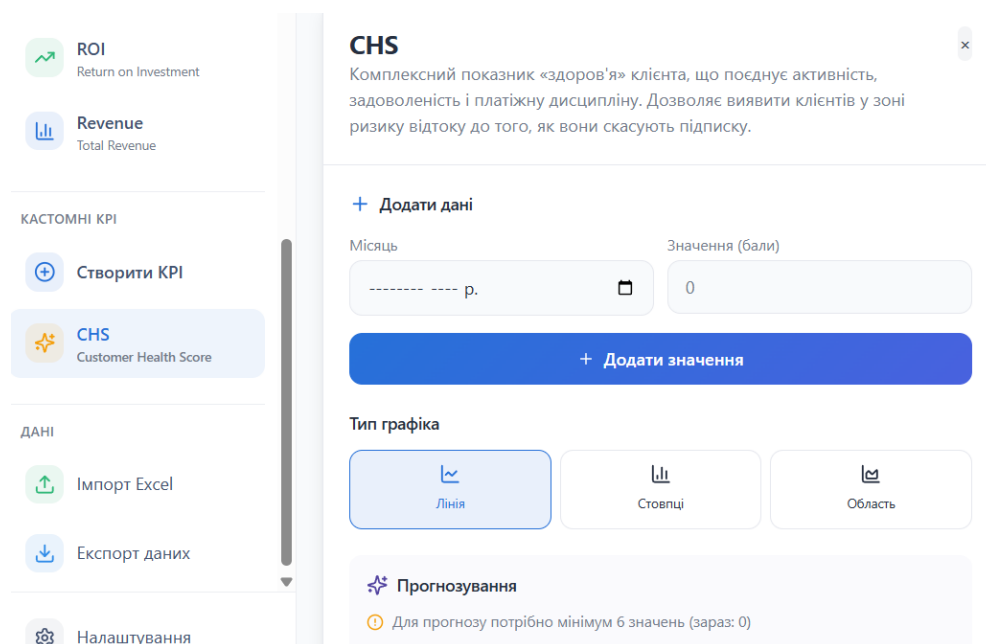 ROI
Return on Investment
Revenue
Total Revenue
КАСТОМНІ КРІ
Створити КРІ
CHS
Customer Health Score
ДАНІ
Імпорт Excel
Експорт даних
Налаштування
CHS
×
Комплексний показник «здоров'я» клієнта, що поєднує активність,
задоволеність і платіжну дисципліну. Дозволяє виявити клієнтів у зоні
ризику відтоку до того, як вони скасують підписку.
+ Додати дані
Місяць
Значення (бали)
-------- ---- р.
0
+ Додати значення
Тип графіка
Лінія
Стовпці
Область
Прогнозування
Для прогнозу потрібно мінімум 6 значень (зараз: 0)